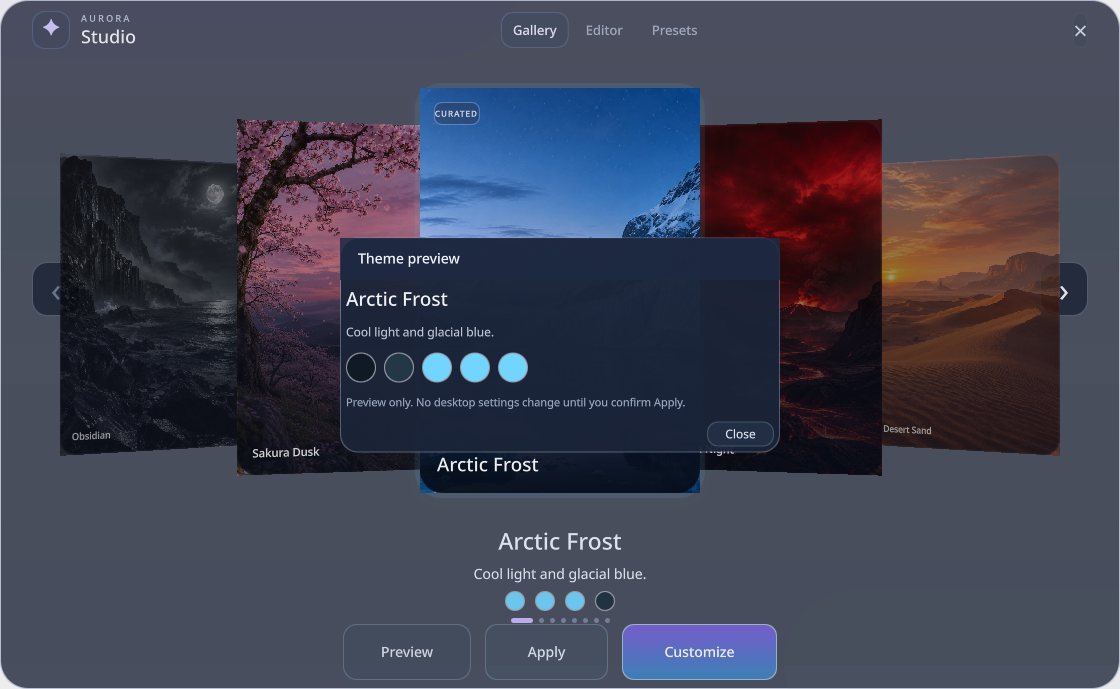 AURORA
Studio
Gallery
Editor
Presets
×
CURATED
Theme preview
Arctic Frost
Cool light and glacial blue.
Preview only. No desktop settings change until you confirm Apply.
Close
Obsidian
Sakura Dusk
Arctic Frost
Night
Desert Sand
Arctic Frost
Cool light and glacial blue.
Preview
Apply
Customize